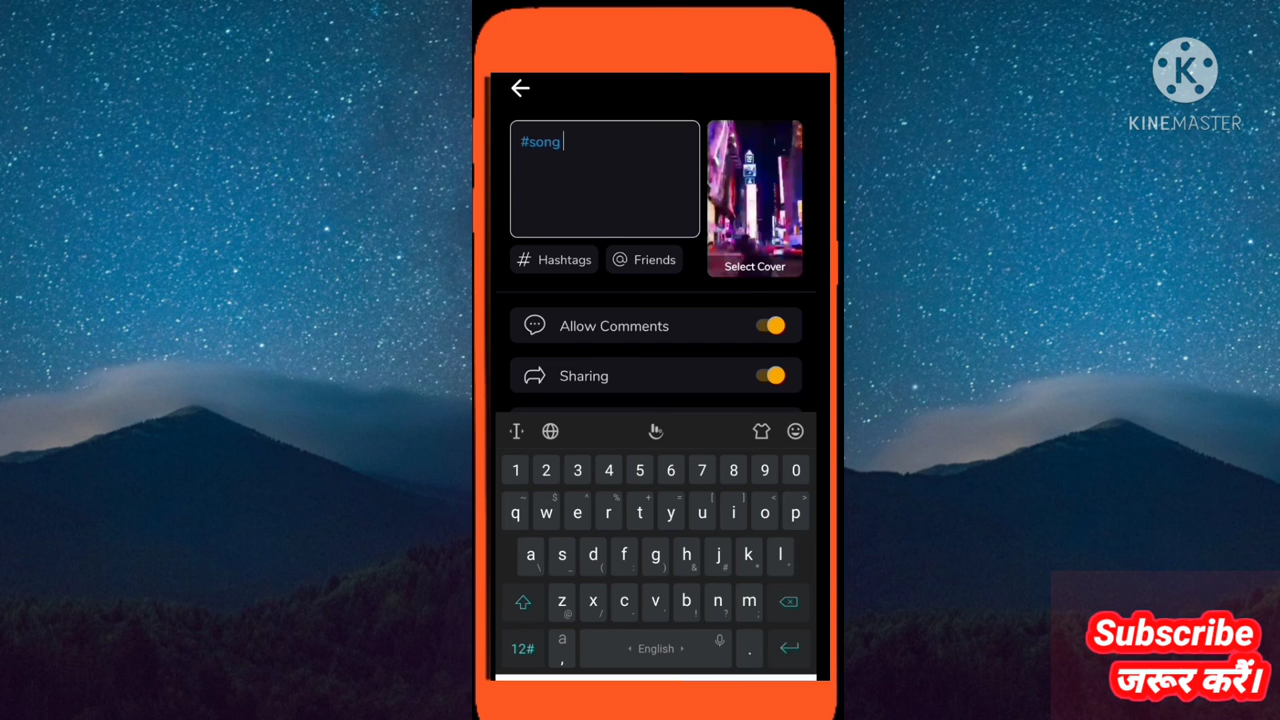 K
KINEMASTER
#song
# Hashtags
@ Friends
Select Cover
Allow Comments
Sharing
1 2 3 4 5 6 7 8 9 0
q w e r t y u i o p
a s d f g h j k l
z x c v b n m
12# a , English .
Subscribe
जरूर करें।